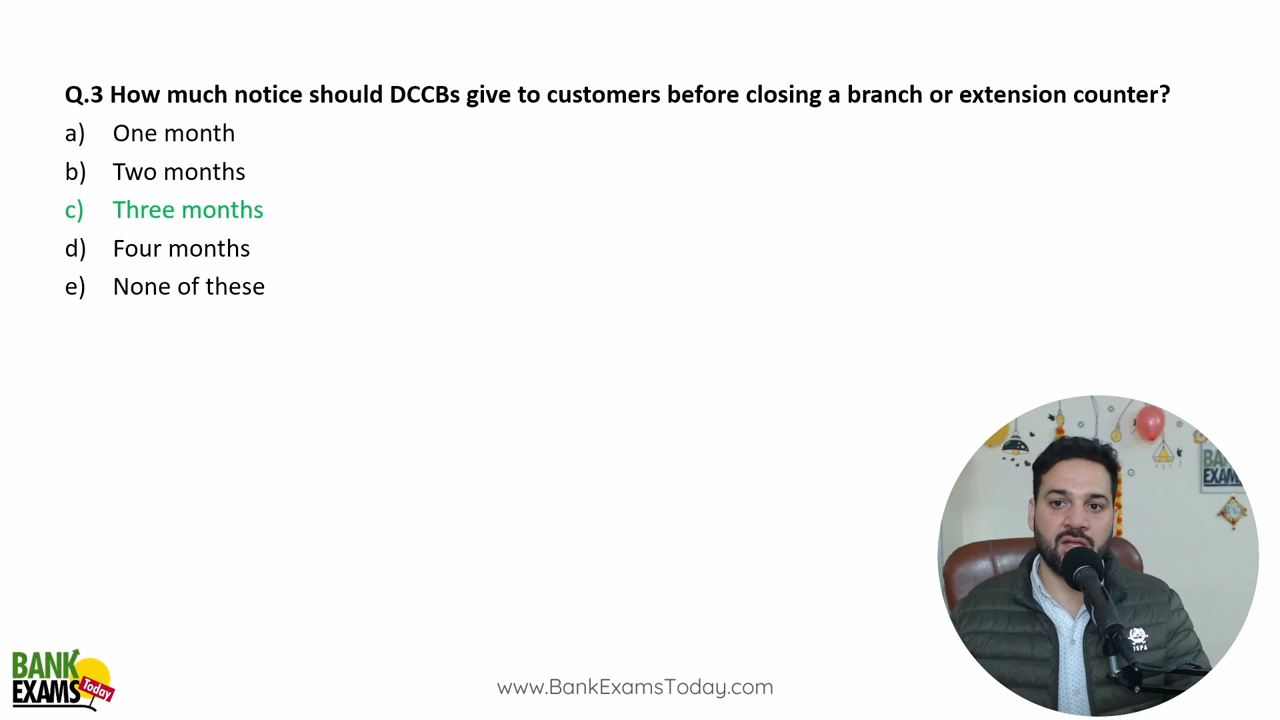 Q.3 How much notice should DCCBs give to customers before closing a branch or extension counter?
a) One month
b) Two months
c) Three months
d) Four months
e) None of these
BANK
EXAMS
Today
www.BankExamsToday.com